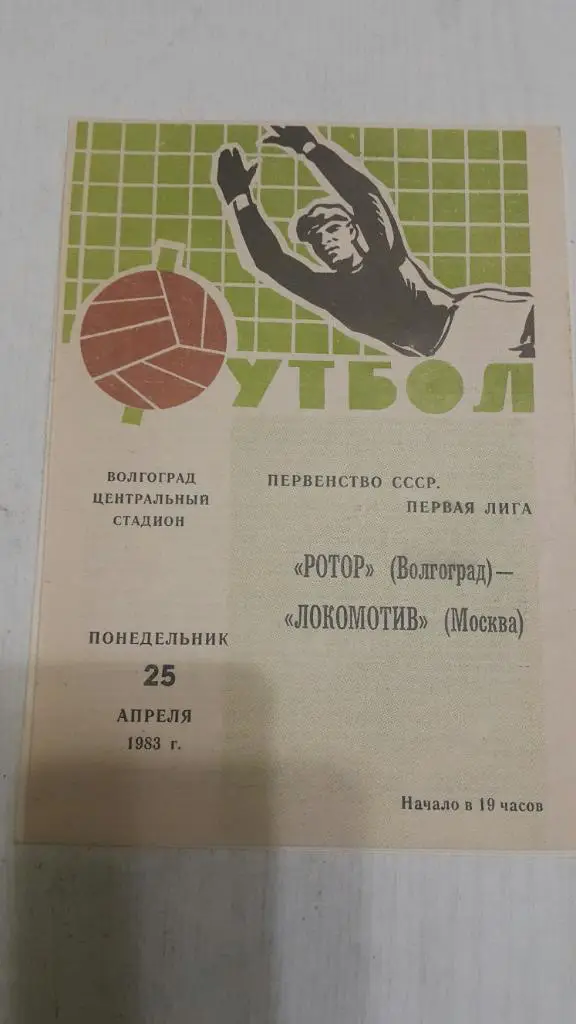 ФУТБОЛ
ВОЛГОГРАД
ЦЕНТРАЛЬНЫЙ
СТАДИОН
ПЕРВЕНСТВО СССР.
ПЕРВАЯ ЛИГА
«РОТОР» (Волгоград)—
«ЛОКОМОТИВ» (Москва)
ПОНЕДЕЛЬНИК
25
АПРЕЛЯ
1983 г.
Начало в 19 часов